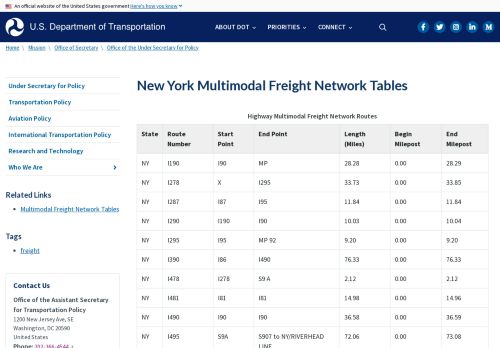 An official website of the United States government Here's how you know
U.S. Department of Transportation
ABOUT DOT
PRIORITIES
CONNECT
Home \ Mission \ Office of Secretary \ Office of the Under Secretary for Policy
Under Secretary for Policy
Transportation Policy
Aviation Policy
International Transportation Policy
Research and Technology
Who We Are
Related Links
Multimodal Freight Network Tables
Tags
freight
Contact Us
Office of the Assistant Secretary
for Transportation Policy
1200 New Jersey Ave, SE
Washington, DC 20590
United States
Phone: 202-366-4544
New York Multimodal Freight Network Tables
Highway Multimodal Freight Network Routes
State Route Number Start Point End Point Length (Miles) Begin Milepost End Milepost
NY I190 I90 MP 28.28 0.00 28.29
NY I278 X I295 33.73 0.00 33.85
NY I287 I87 I95 11.84 0.00 11.84
NY I290 I190 I90 10.03 0.00 10.04
NY I295 I95 MP 92 9.20 0.00 9.20
NY I390 I86 I490 76.33 0.00 76.33
NY I478 I278 S9 A 2.12 0.00 2.12
NY I481 I81 I81 14.98 0.00 14.96
NY I490 I90 I90 36.58 0.00 36.59
NY I495 S9A S907 to NY/RIVERHEAD LINE 72.06 0.00 73.08